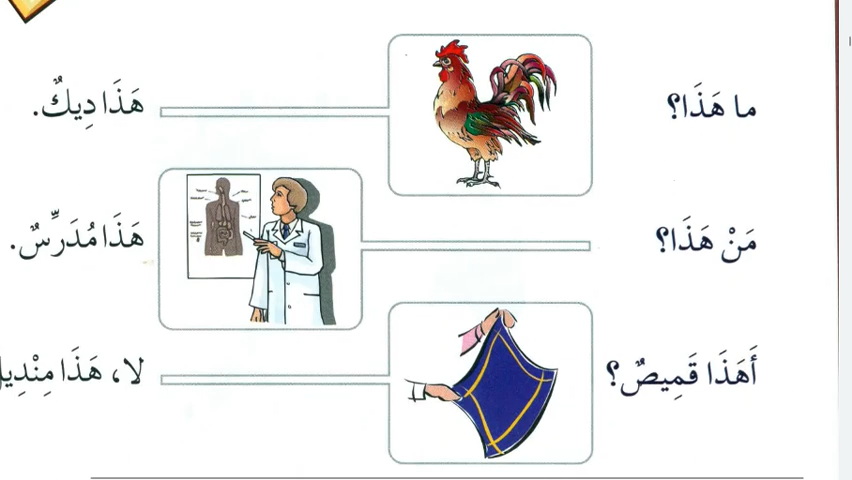 ما هَذَا؟ هَذَا دِيكٌ.
مَنْ هَذَا؟ هَذَا مُدَرِّسٌ.
أَهَذَا قَمِيصٌ؟ لا، هَذَا